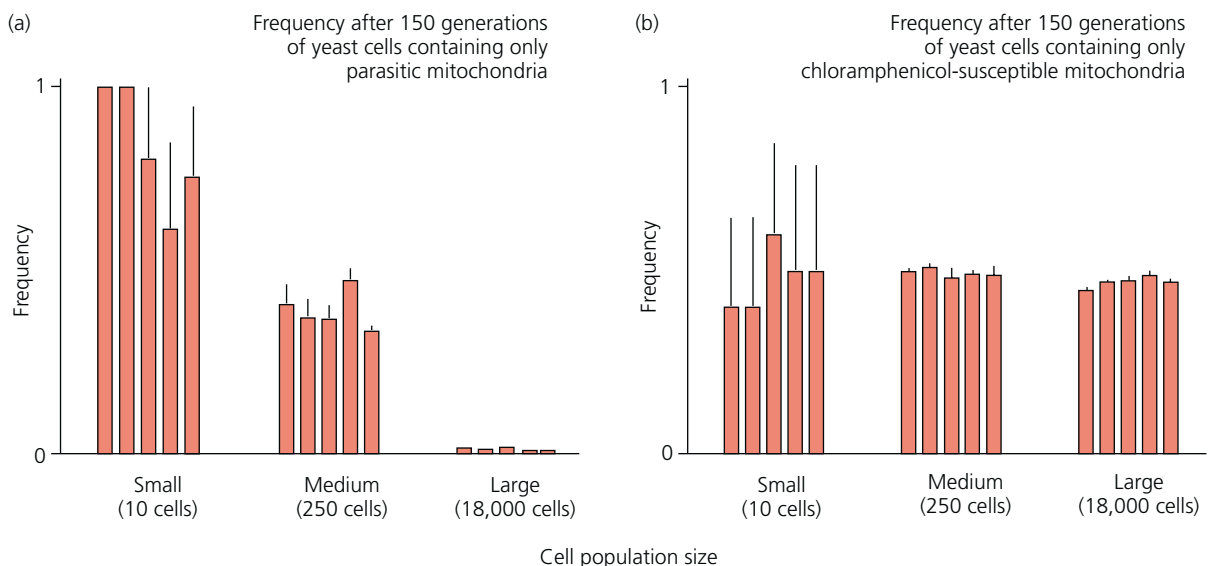 (a)
Frequency after 150 generations
of yeast cells containing only
parasitic mitochondria
1
Frequency
0
Small
(10 cells)
Medium
(250 cells)
Large
(18,000 cells)
(b)
Frequency after 150 generations
of yeast cells containing only
chloramphenicol-susceptible mitochondria
1
Frequency
0
Small
(10 cells)
Medium
(250 cells)
Large
(18,000 cells)
Cell population size